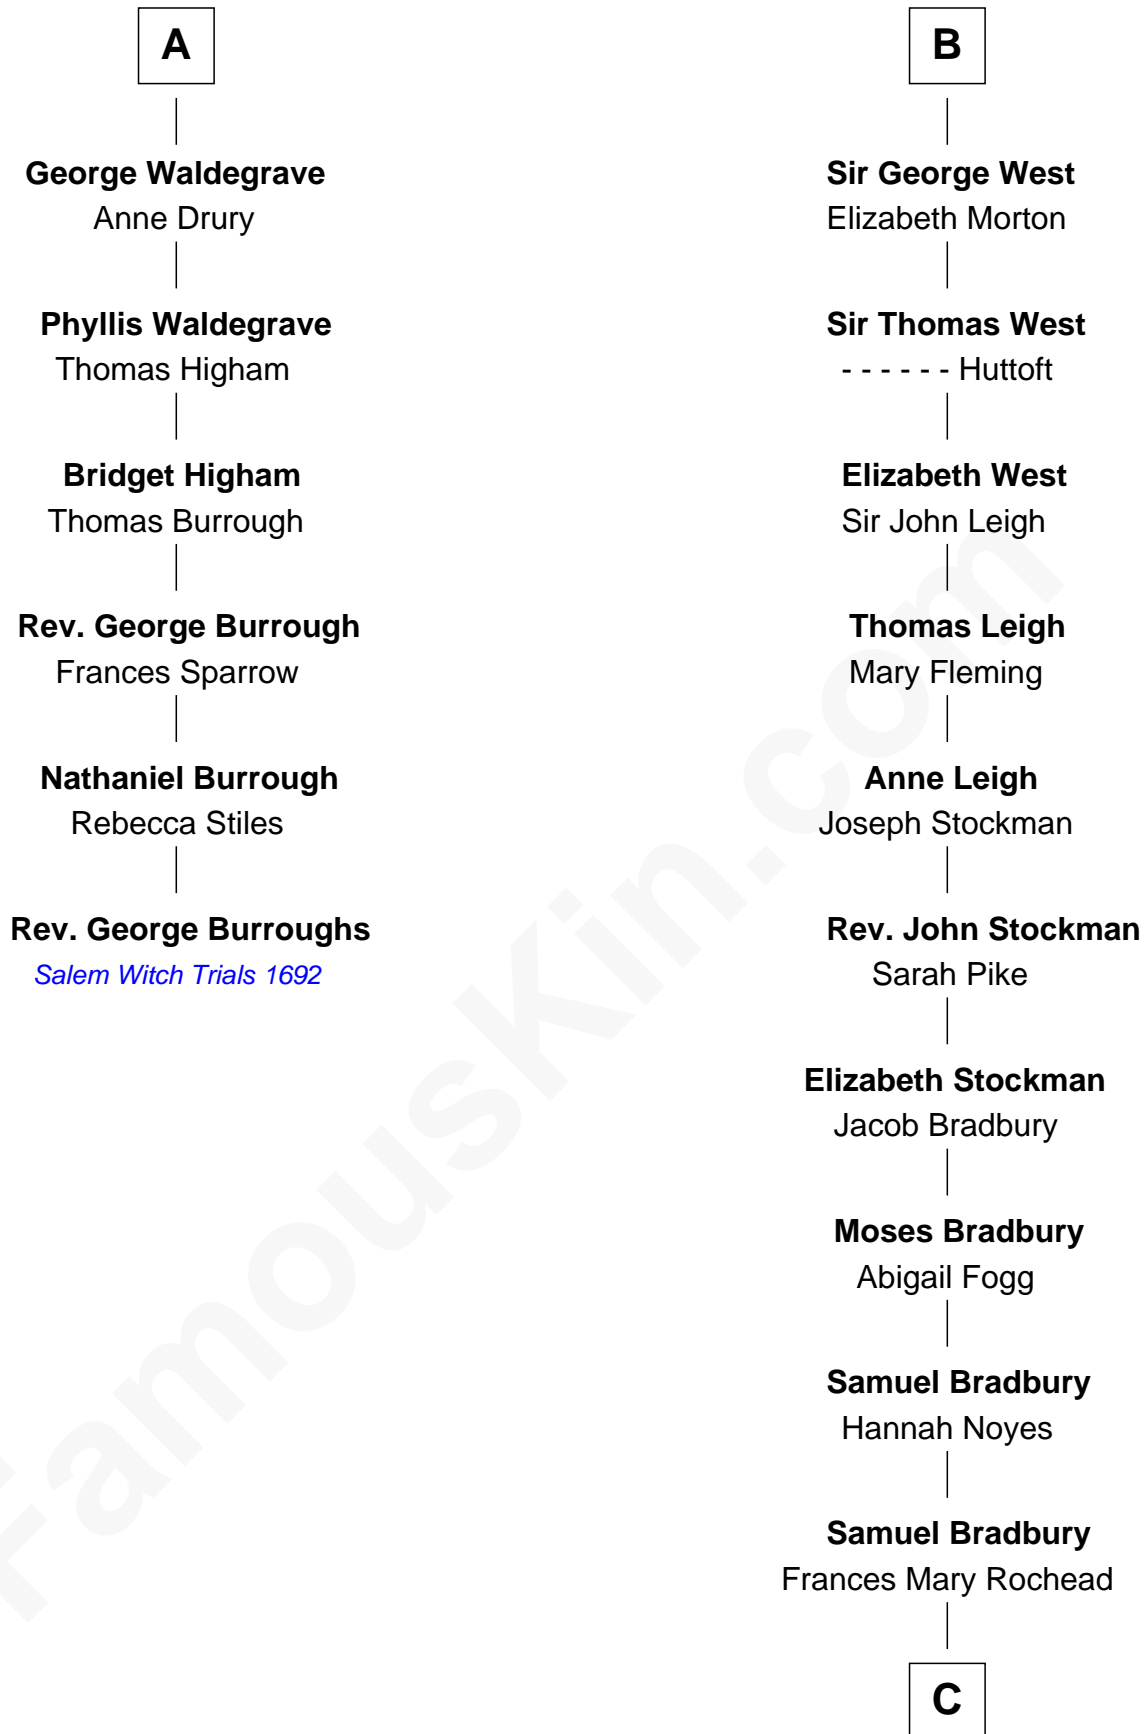 A
George Waldegrave
Anne Drury
Phyllis Waldegrave
Thomas Higham
Bridget Higham
Thomas Burrough
Rev. George Burrough
Frances Sparrow
Nathaniel Burrough
Rebecca Stiles
Rev. George Burroughs
Salem Witch Trials 1692
B
Sir George West
Elizabeth Morton
Sir Thomas West
- - - - - - Huttoft
Elizabeth West
Sir John Leigh
Thomas Leigh
Mary Fleming
Anne Leigh
Joseph Stockman
Rev. John Stockman
Sarah Pike
Elizabeth Stockman
Jacob Bradbury
Moses Bradbury
Abigail Fogg
Samuel Bradbury
Hannah Noyes
Samuel Bradbury
Frances Mary Rochead
C
FamousKin.com